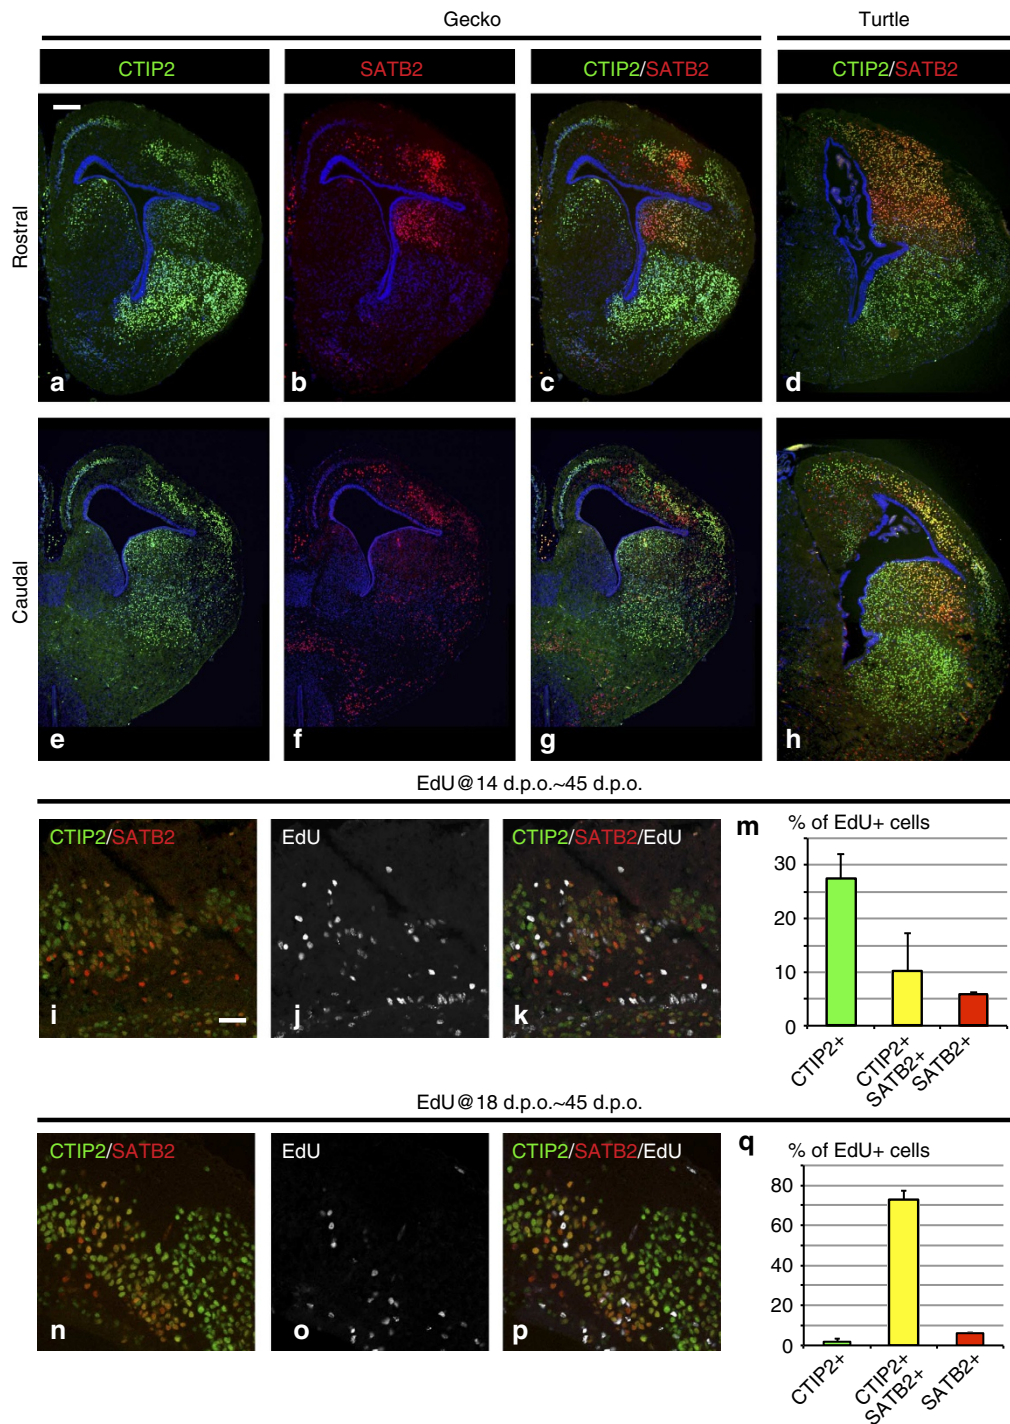 Gecko Turtle
CTIP2 SATB2 CTIP2/SATB2 CTIP2/SATB2
Rostral
a b c d
Caudal
e f g h
EdU@14 d.p.o.~45 d.p.o.
CTIP2/SATB2 EdU CTIP2/SATB2/EdU
i j k
m
% of EdU+ cells
30
20
10
0
CTIP2+
CTIP2+
SATB2+
SATB2+
EdU@18 d.p.o.~45 d.p.o.
CTIP2/SATB2 EdU CTIP2/SATB2/EdU
n o p
q
% of EdU+ cells
80
60
40
20
0
CTIP2+
CTIP2+
SATB2+
SATB2+